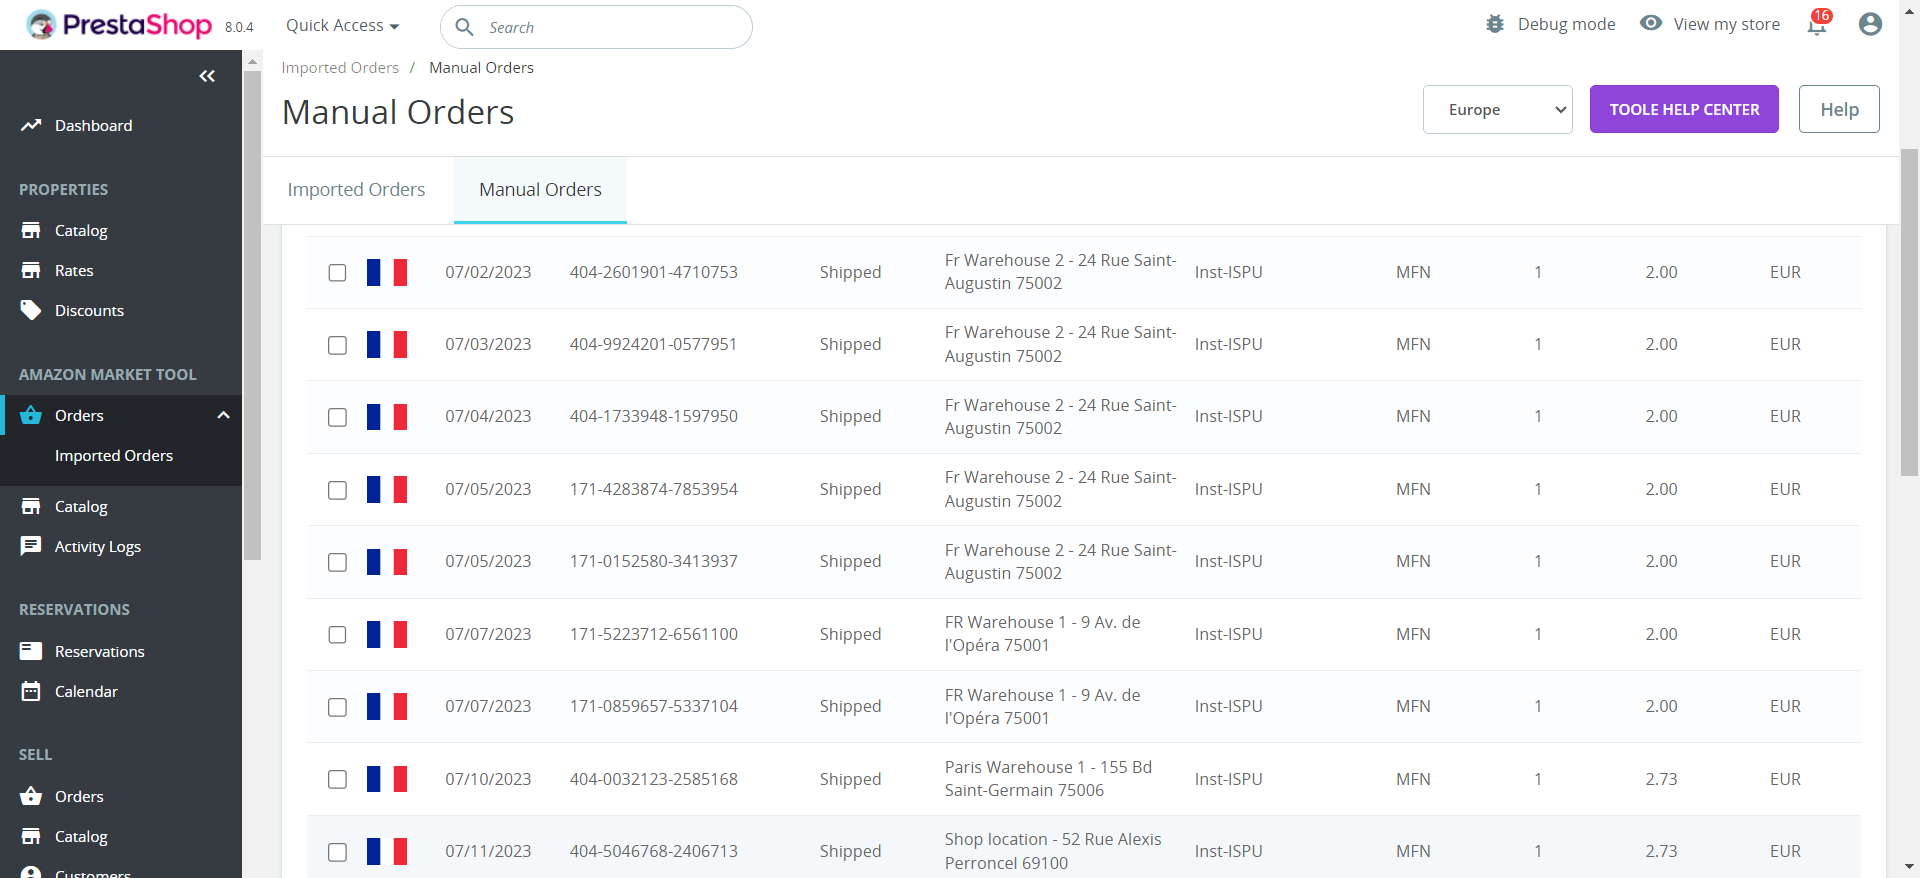 PrestaShop 8.0.4 Quick Access Search Debug mode View my store 16
Imported Orders / Manual Orders
Manual Orders
Europe TOOLE HELP CENTER Help
Imported Orders Manual Orders
Dashboard
PROPERTIES
Catalog
Rates
Discounts
AMAZON MARKET TOOL
Orders
Imported Orders
Catalog
Activity Logs
RESERVATIONS
Reservations
Calendar
SELL
Orders
Catalog
Customers
07/02/2023 404-2601901-4710753 Shipped Fr Warehouse 2 - 24 Rue Saint-
Augustin 75002 Inst-ISPU MFN 1 2.00 EUR
07/03/2023 404-9924201-0577951 Shipped Fr Warehouse 2 - 24 Rue Saint-
Augustin 75002 Inst-ISPU MFN 1 2.00 EUR
07/04/2023 404-1733948-1597950 Shipped Fr Warehouse 2 - 24 Rue Saint-
Augustin 75002 Inst-ISPU MFN 1 2.00 EUR
07/05/2023 171-4283874-7853954 Shipped Fr Warehouse 2 - 24 Rue Saint-
Augustin 75002 Inst-ISPU MFN 1 2.00 EUR
07/05/2023 171-0152580-3413937 Shipped Fr Warehouse 2 - 24 Rue Saint-
Augustin 75002 Inst-ISPU MFN 1 2.00 EUR
07/07/2023 171-5223712-6561100 Shipped FR Warehouse 1 - 9 Av. de
l'Opéra 75001 Inst-ISPU MFN 1 2.00 EUR
07/07/2023 171-0859657-5337104 Shipped FR Warehouse 1 - 9 Av. de
l'Opéra 75001 Inst-ISPU MFN 1 2.00 EUR
07/10/2023 404-0032123-2585168 Shipped Paris Warehouse 1 - 155 Bd
Saint-Germain 75006 Inst-ISPU MFN 1 2.73 EUR
07/11/2023 404-5046768-2406713 Shipped Shop location - 52 Rue Alexis
Perroncel 69100 Inst-ISPU MFN 1 2.73 EUR